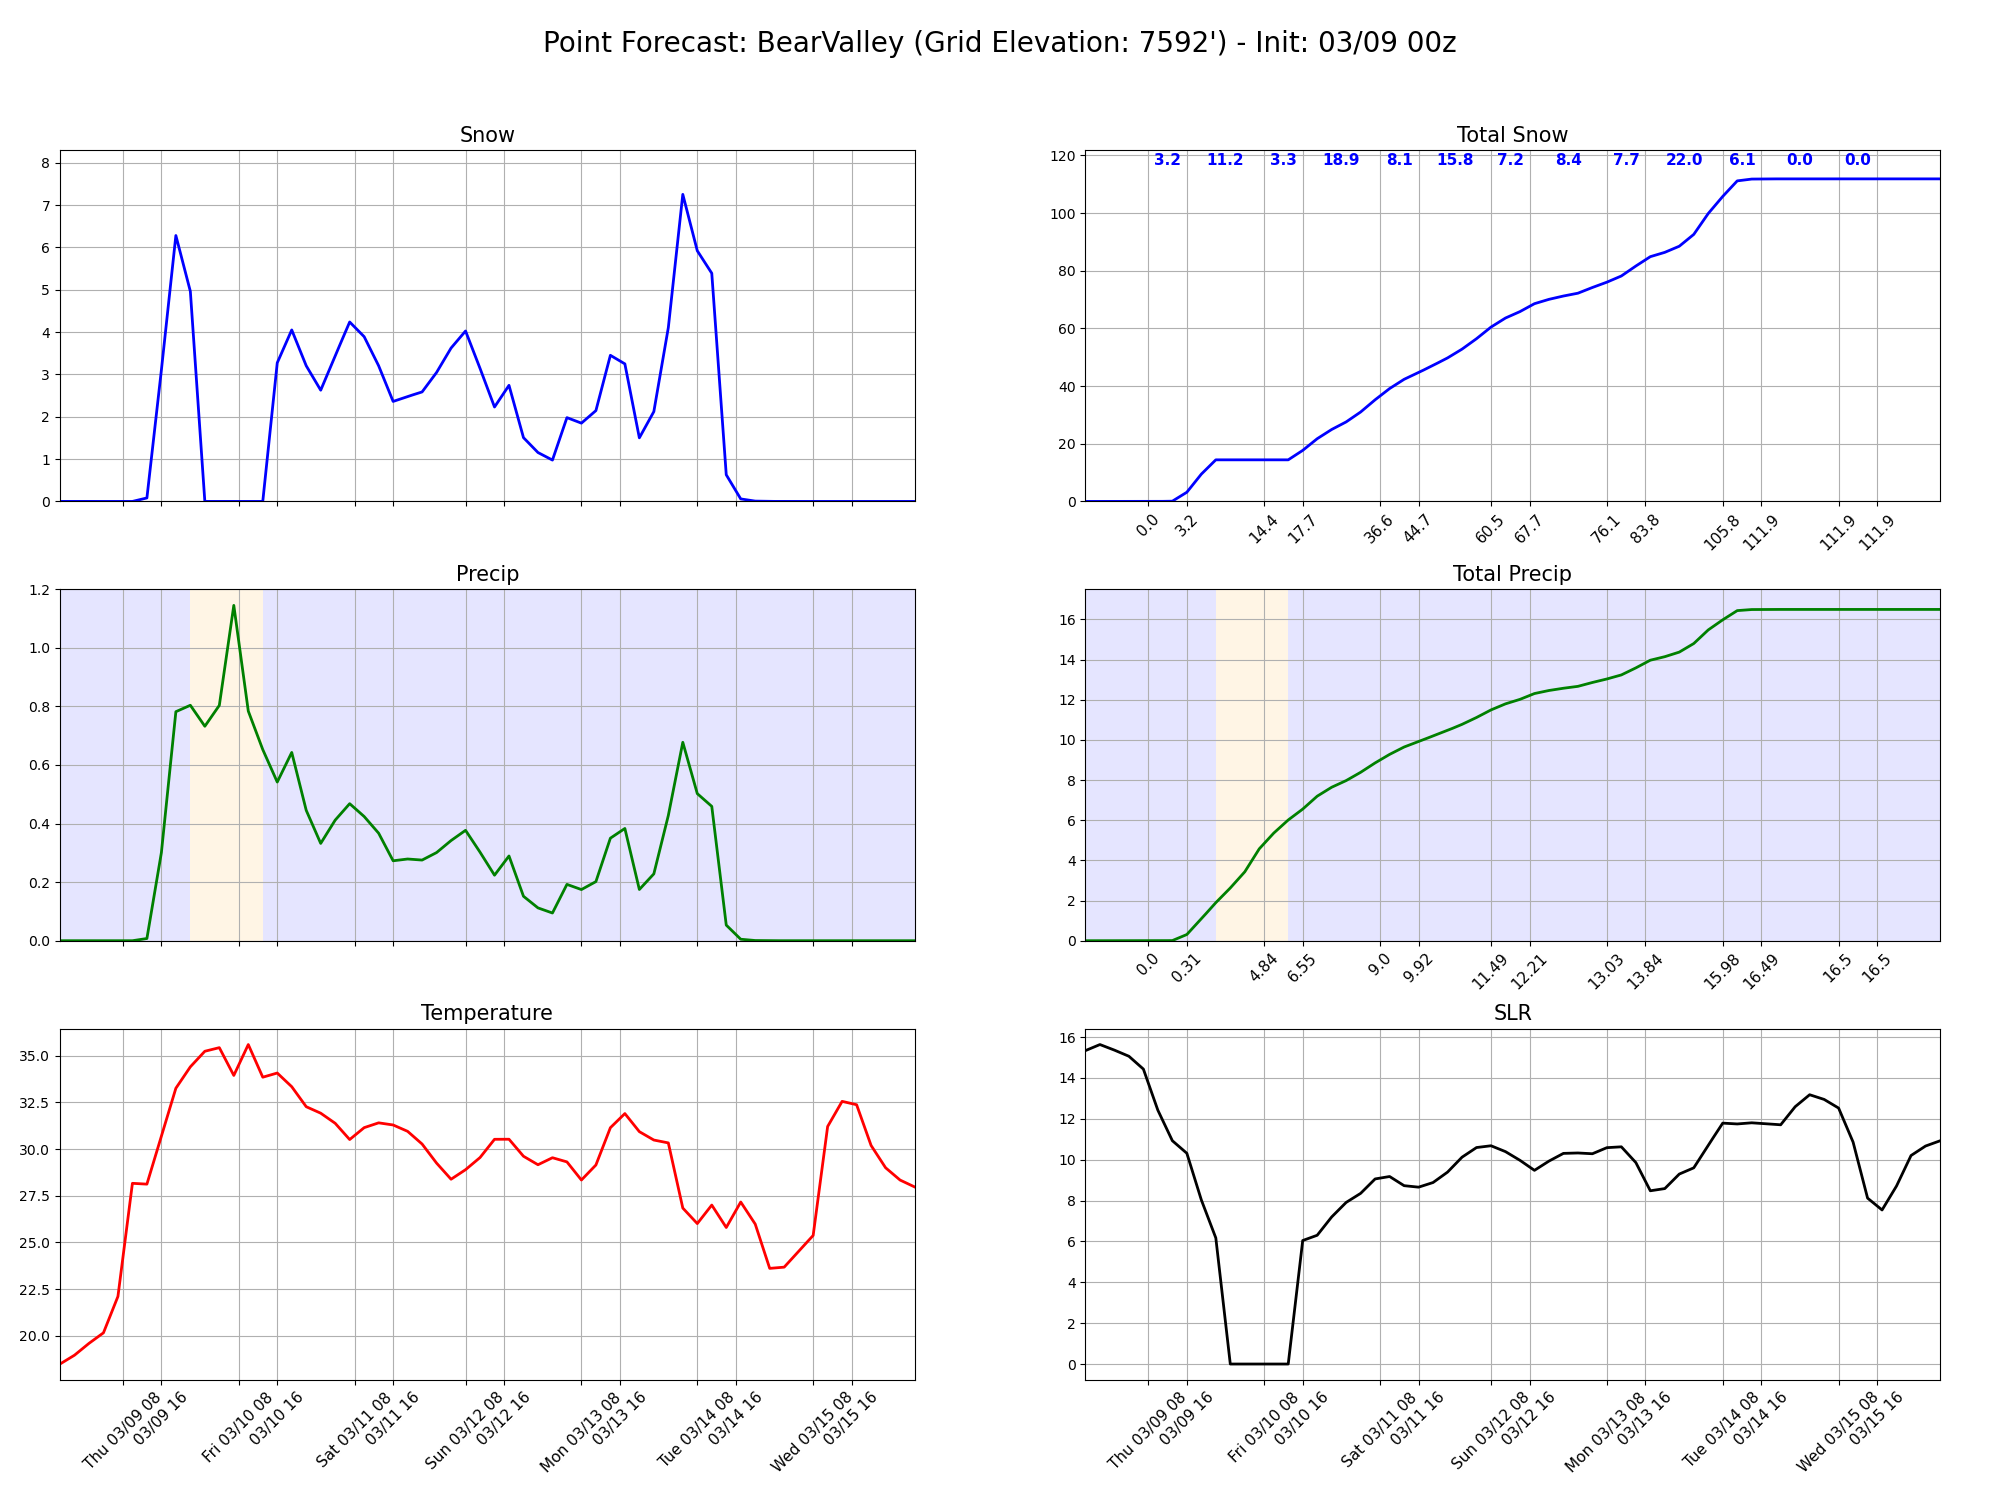 Point Forecast: BearValley (Grid Elevation: 7592') - Init: 03/09 00z
Snow
8
7
6
5
4
3
2
1
0
Total Snow
3.2 11.2 3.3 18.9 8.1 15.8 7.2 8.4 7.7 22.0 6.1 0.0 0.0
120
100
80
60
40
20
0
0.0 3.2 14.4 17.7 36.6 44.7 60.5 67.7 76.1 83.8 105.8 111.9 111.9 111.9
Precip
1.2
1.0
0.8
0.6
0.4
0.2
0.0
Total Precip
16
14
12
10
8
6
4
2
0
0.0 0.31 4.84 6.55 9.0 9.92 11.49 12.21 13.03 13.84 15.98 16.49 16.5 16.5
Temperature
35.0
32.5
30.0
27.5
25.0
22.5
20.0
Thu 03/09 08
03/09 16
Fri 03/10 08
03/10 16
Sat 03/11 08
03/11 16
Sun 03/12 08
03/12 16
Mon 03/13 08
03/13 16
Tue 03/14 08
03/14 16
Wed 03/15 08
03/15 16
SLR
16
14
12
10
8
6
4
2
0
Thu 03/09 08
03/09 16
Fri 03/10 08
03/10 16
Sat 03/11 08
03/11 16
Sun 03/12 08
03/12 16
Mon 03/13 08
03/13 16
Tue 03/14 08
03/14 16
Wed 03/15 08
03/15 16